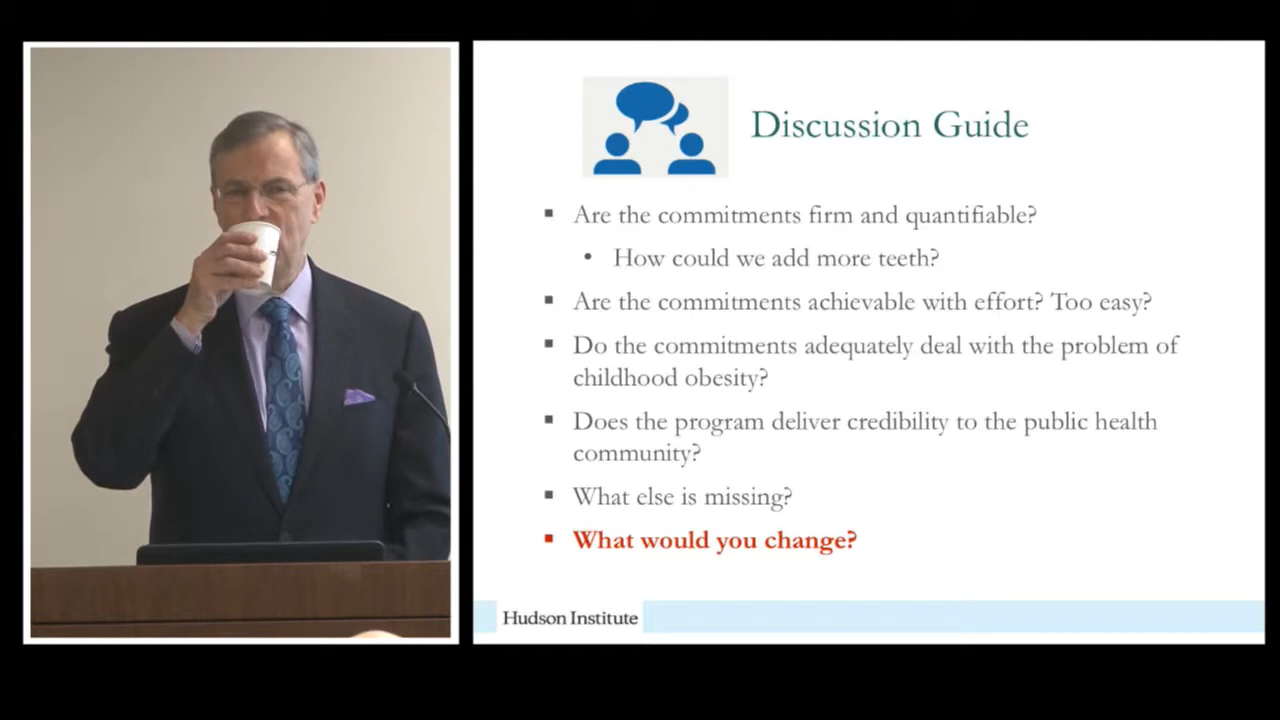 Discussion Guide
Are the commitments firm and quantifiable?
How could we add more teeth?
Are the commitments achievable with effort? Too easy?
Do the commitments adequately deal with the problem of
childhood obesity?
Does the program deliver credibility to the public health
community?
What else is missing?
What would you change?
Hudson Institute